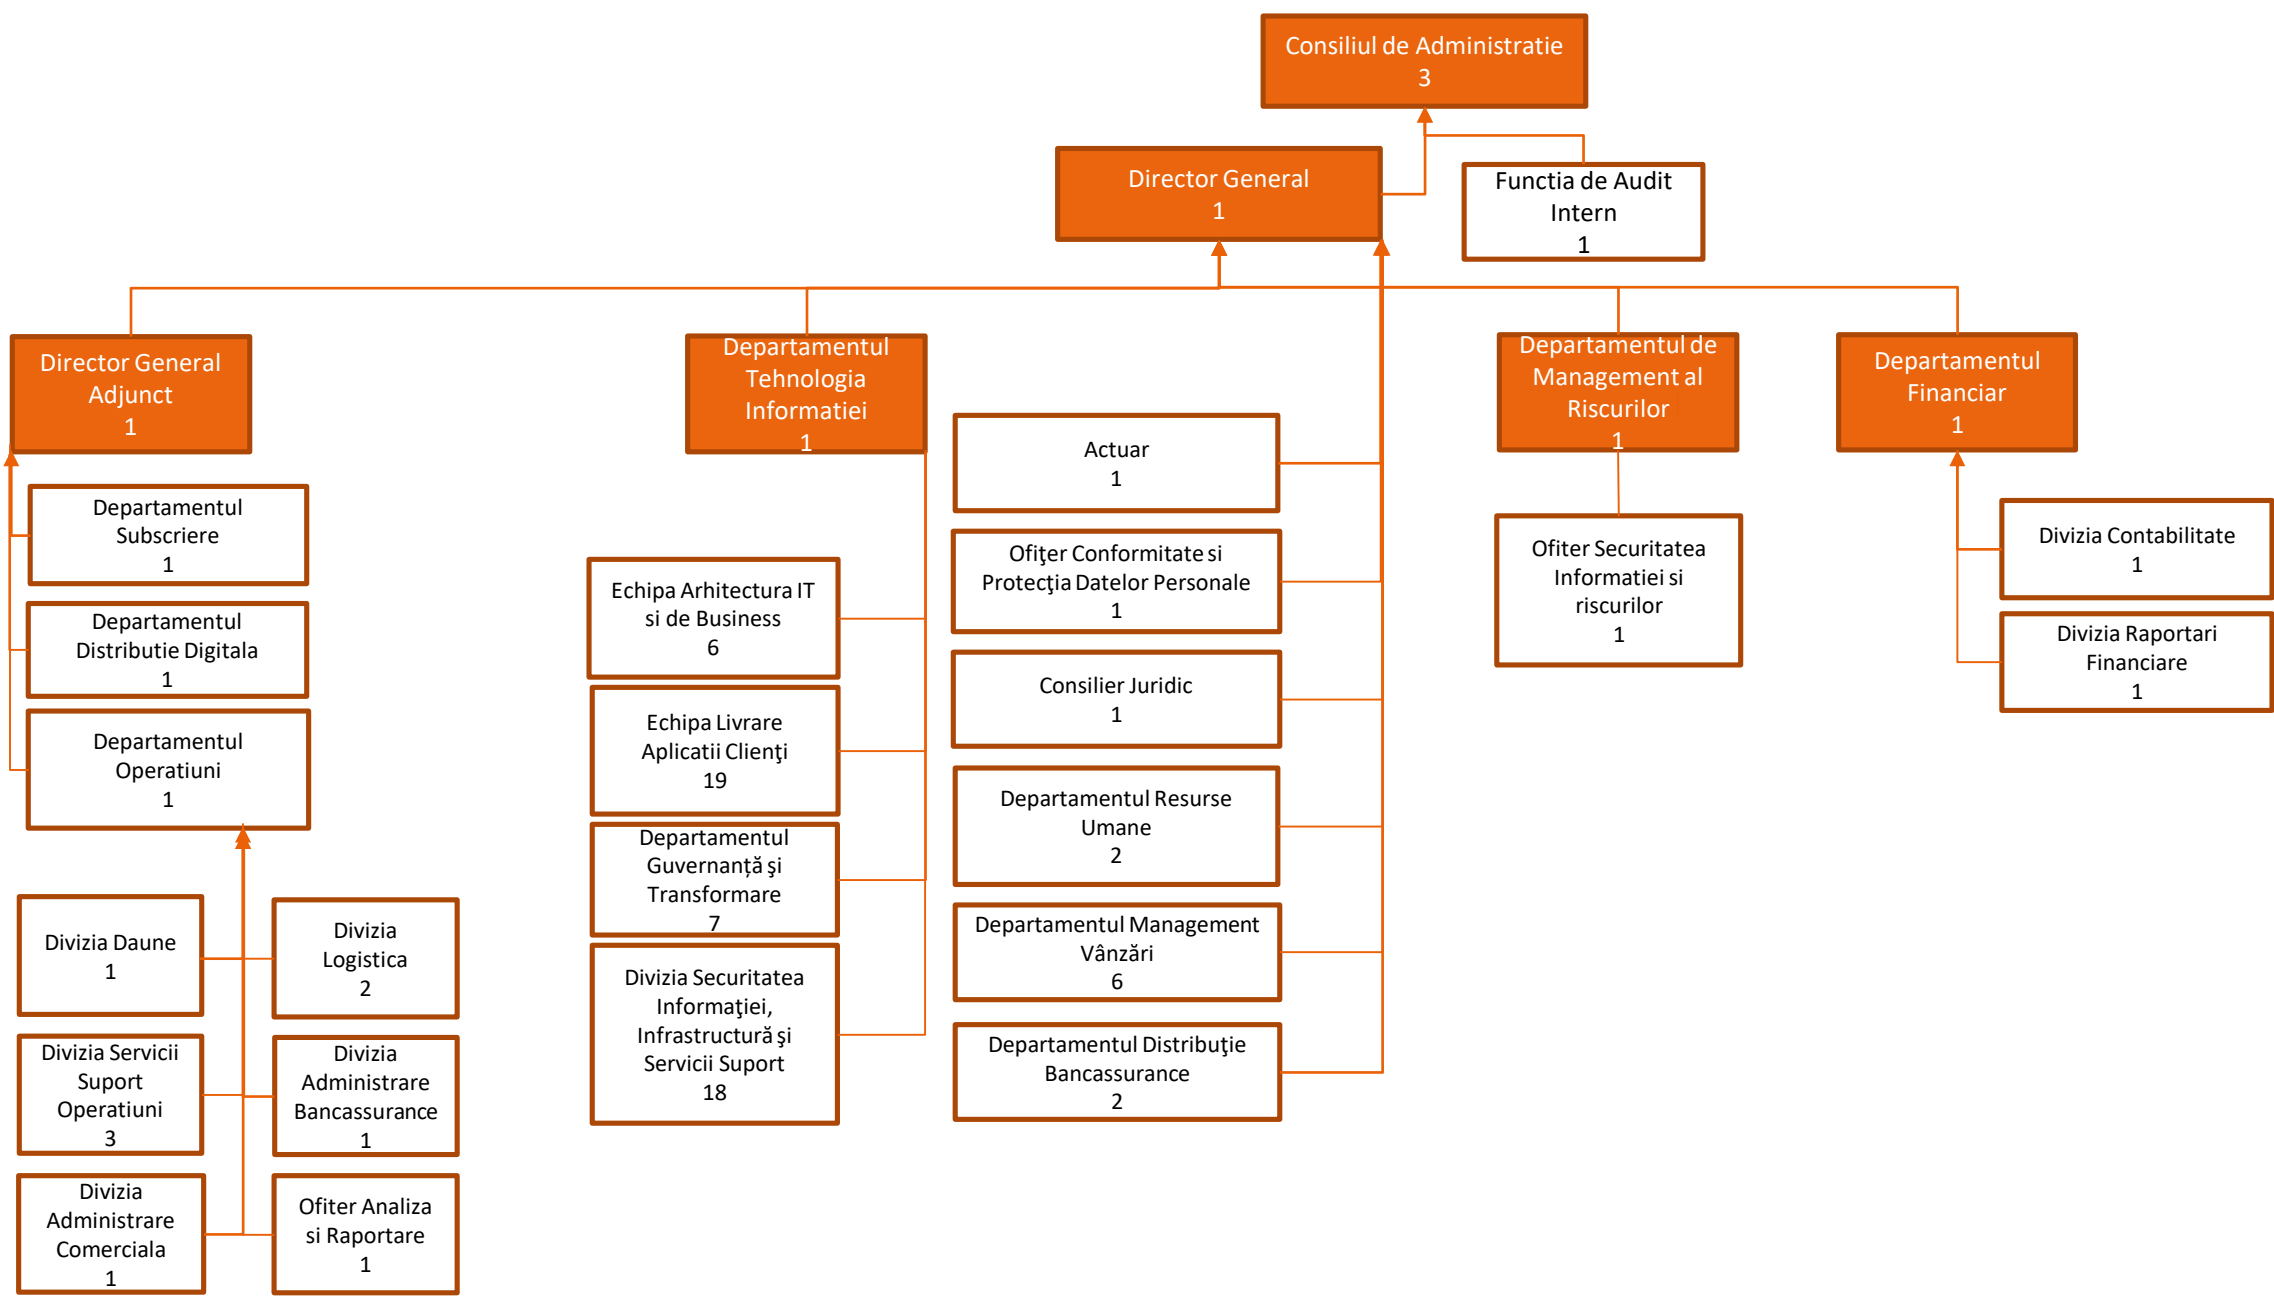 Consiliul de Administratie
3
Director General
1
Functia de Audit
Intern
1
Director General
Adjunct
1
Departamentul
Tehnologia
Informatiei
1
Departamentul de
Management al
Riscurilor
1
Departamentul
Financiar
1
Departamentul
Subscriere
1
Departamentul
Distributie Digitala
1
Departamentul
Operatiuni
1
Divizia Daune
1
Divizia
Logistica
2
Divizia Servicii
Suport
Operatiuni
3
Divizia
Administrare
Bancassurance
1
Divizia
Administrare
Comerciala
1
Ofiter Analiza
si Raportare
1
Echipa Arhitectura IT
si de Business
6
Echipa Livrare
Aplicatii Clienţi
19
Departamentul
Guvernanță şi
Transformare
7
Divizia Securitatea
Informaţiei,
Infrastructură şi
Servicii Suport
18
Actuar
1
Ofiţer Conformitate si
Protecţia Datelor Personale
1
Consilier Juridic
1
Departamentul Resurse
Umane
2
Departamentul Management
Vânzări
6
Departamentul Distribuţie
Bancassurance
2
Ofiter Securitatea
Informatiei si
riscurilor
1
Divizia Contabilitate
1
Divizia Raportari
Financiare
1